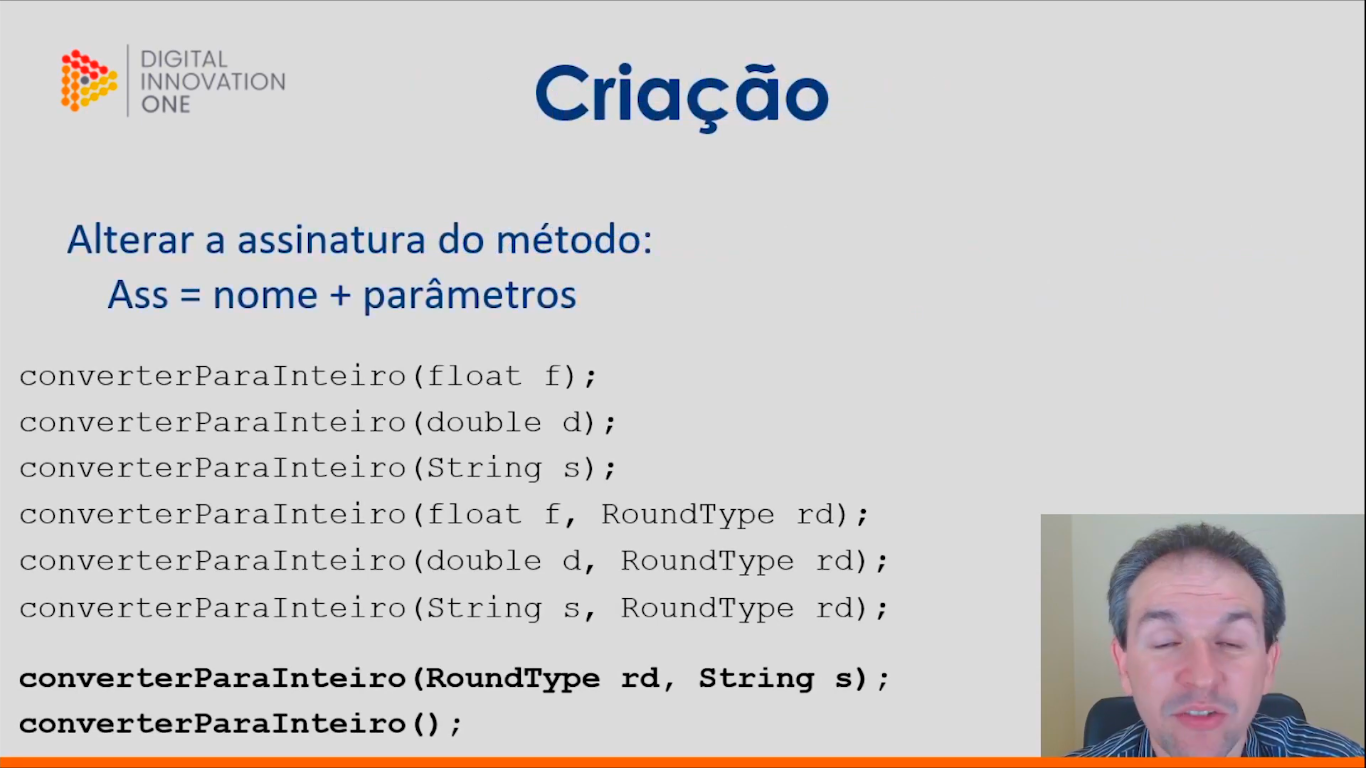 DIGITAL
INNOVATION
ONE
Criação
Alterar a assinatura do método:
Ass = nome + parâmetros
converterParaInteiro(float f);
converterParaInteiro(double d);
converterParaInteiro(String s);
converterParaInteiro(float f, RoundType rd);
converterParaInteiro(double d, RoundType rd);
converterParaInteiro(String s, RoundType rd);
converterParaInteiro(RoundType rd, String s);
converterParaInteiro();